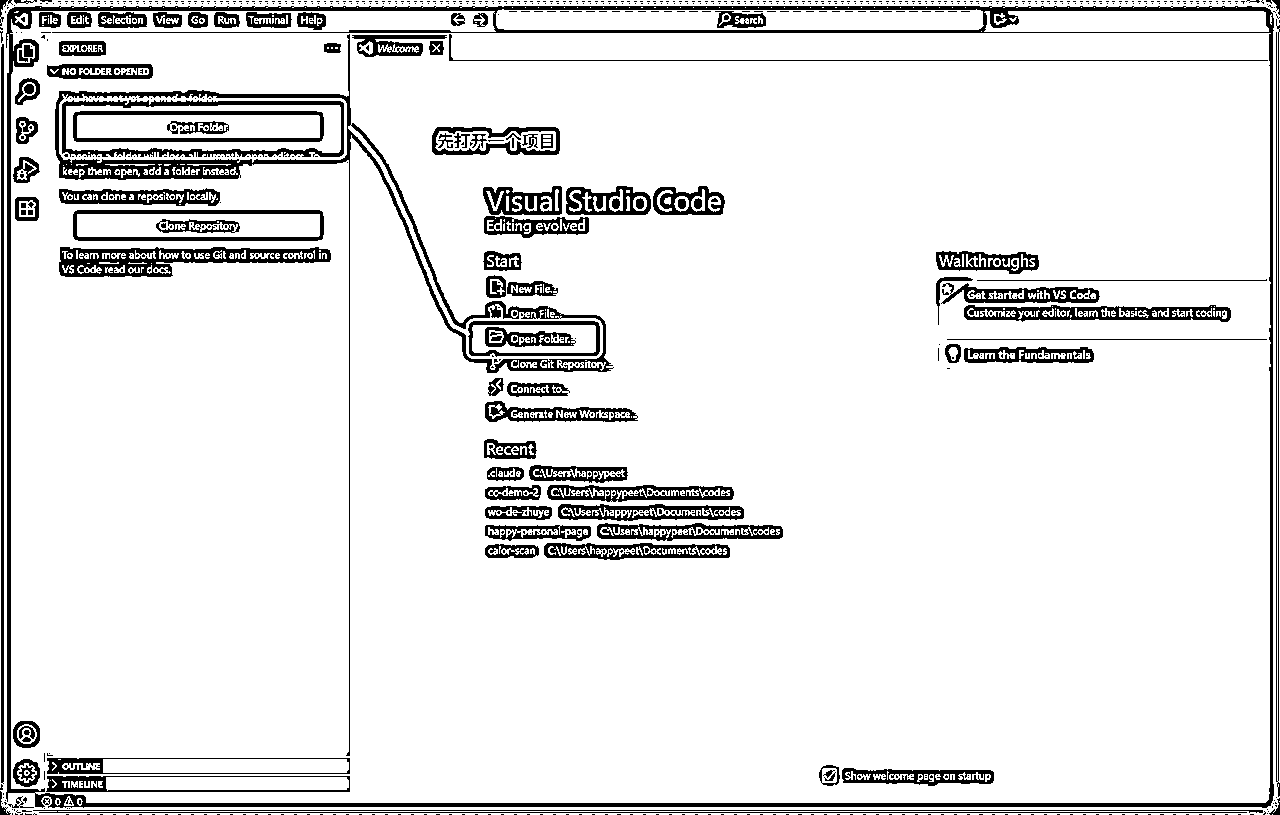 File Edit Selection View Go Run Terminal Help
Search
EXPLORER
Welcome
NO FOLDER OPENED
You have not yet opened a folder.
Open Folder
Opening a folder will close all currently open editors. To
keep them open, add a folder instead.
You can clone a repository locally.
Clone Repository
To learn more about how to use Git and source control in
VS Code read our docs.
OUTLINE
TIMELINE
先打开一个项目
Visual Studio Code
Editing evolved
Start
New File...
Open File...
Open Folder...
Clone Git Repository...
Connect to...
Generate New Workspace...
Recent
.claude C:\Users\happypeet
cc-demo-2 C:\Users\happypeet\Documents\codes
wo-de-zhuye C:\Users\happypeet\Documents\codes
happy-personal-page C:\Users\happypeet\Documents\codes
calor-scan C:\Users\happypeet\Documents\codes
Walkthroughs
Get started with VS Code
Customize your editor, learn the basics, and start coding
Learn the Fundamentals
Show welcome page on startup
0 0